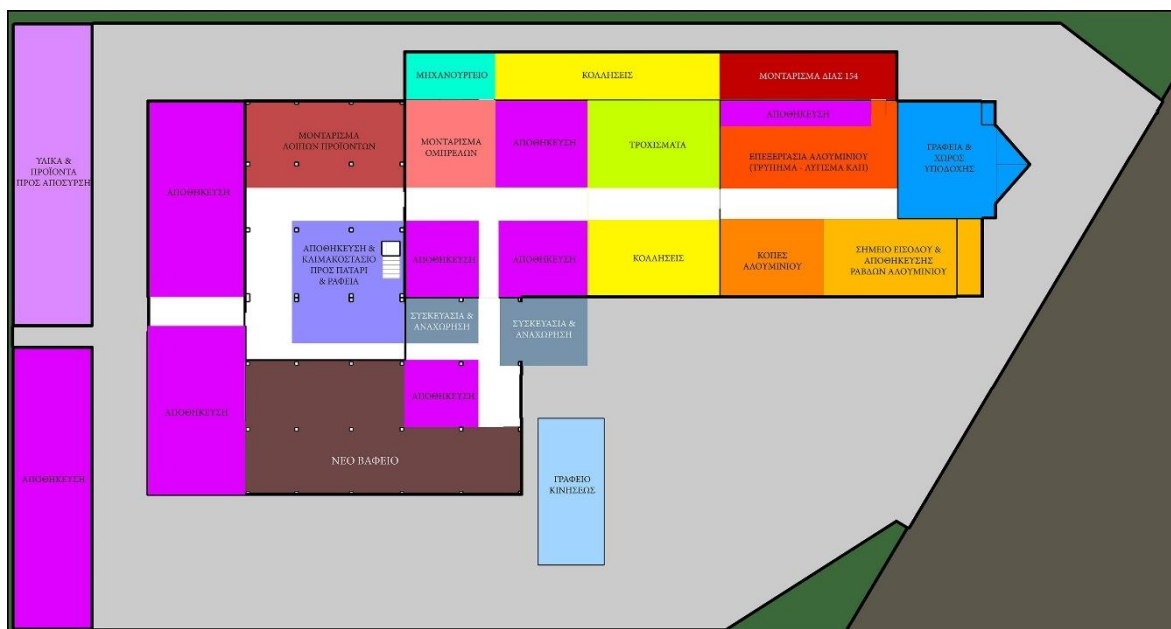 ΥΛΙΚΑ &
ΠΡΟΪΟΝΤΑ
ΠΡΟΣ ΑΠΟΣΥΡΣΗ
ΑΠΟΘΗΚΕΥΣΗ
ΑΠΟΘΗΚΕΥΣΗ
ΑΠΟΘΗΚΕΥΣΗ
ΜΟΝΤΑΡΙΣΜΑ
ΛΟΙΠΩΝ ΠΡΟΪΟΝΤΩΝ
ΑΠΟΘΗΚΕΥΣΗ &
ΚΛΙΜΑΚΟΣΤΑΣΙΟ
ΠΡΟΣ ΠΑΤΑΡΙ
& ΡΑΦΕΙΑ
ΝΕΟ ΒΑΦΕΙΟ
ΜΗΧΑΝΟΥΡΓΕΙΟ
ΚΟΛΛΗΣΕΙΣ
ΜΟΝΤΑΡΙΣΜΑ ΔΙΑΣ 154
ΜΟΝΤΑΡΙΣΜΑ
ΟΜΠΡΕΛΩΝ
ΑΠΟΘΗΚΕΥΣΗ
ΤΡΟΧΙΣΜΑΤΑ
ΑΠΟΘΗΚΕΥΣΗ
ΕΠΕΞΕΡΓΑΣΙΑ ΑΛΟΥΜΙΝΙΟΥ
(ΤΡΥΠΗΜΑ - ΛΥΓΙΣΜΑ ΚΛΠ)
ΓΡΑΦΕΙΑ &
ΧΩΡΟΣ
ΥΠΟΔΟΧΗΣ
ΑΠΟΘΗΚΕΥΣΗ
ΑΠΟΘΗΚΕΥΣΗ
ΚΟΛΛΗΣΕΙΣ
ΚΟΠΕΣ
ΑΛΟΥΜΙΝΙΟΥ
ΣΗΜΕΙΟ ΕΙΣΟΔΟΥ &
ΑΠΟΘΗΚΕΥΣΗΣ
ΡΑΒΔΩΝ ΑΛΟΥΜΙΝΙΟΥ
ΣΥΣΚΕΥΑΣΙΑ &
ΑΝΑΧΩΡΗΣΗ
ΣΥΣΚΕΥΑΣΙΑ &
ΑΝΑΧΩΡΗΣΗ
ΑΠΟΘΗΚΕΥΣΗ
ΓΡΑΦΕΙΟ
ΚΙΝΗΣΕΩΣ